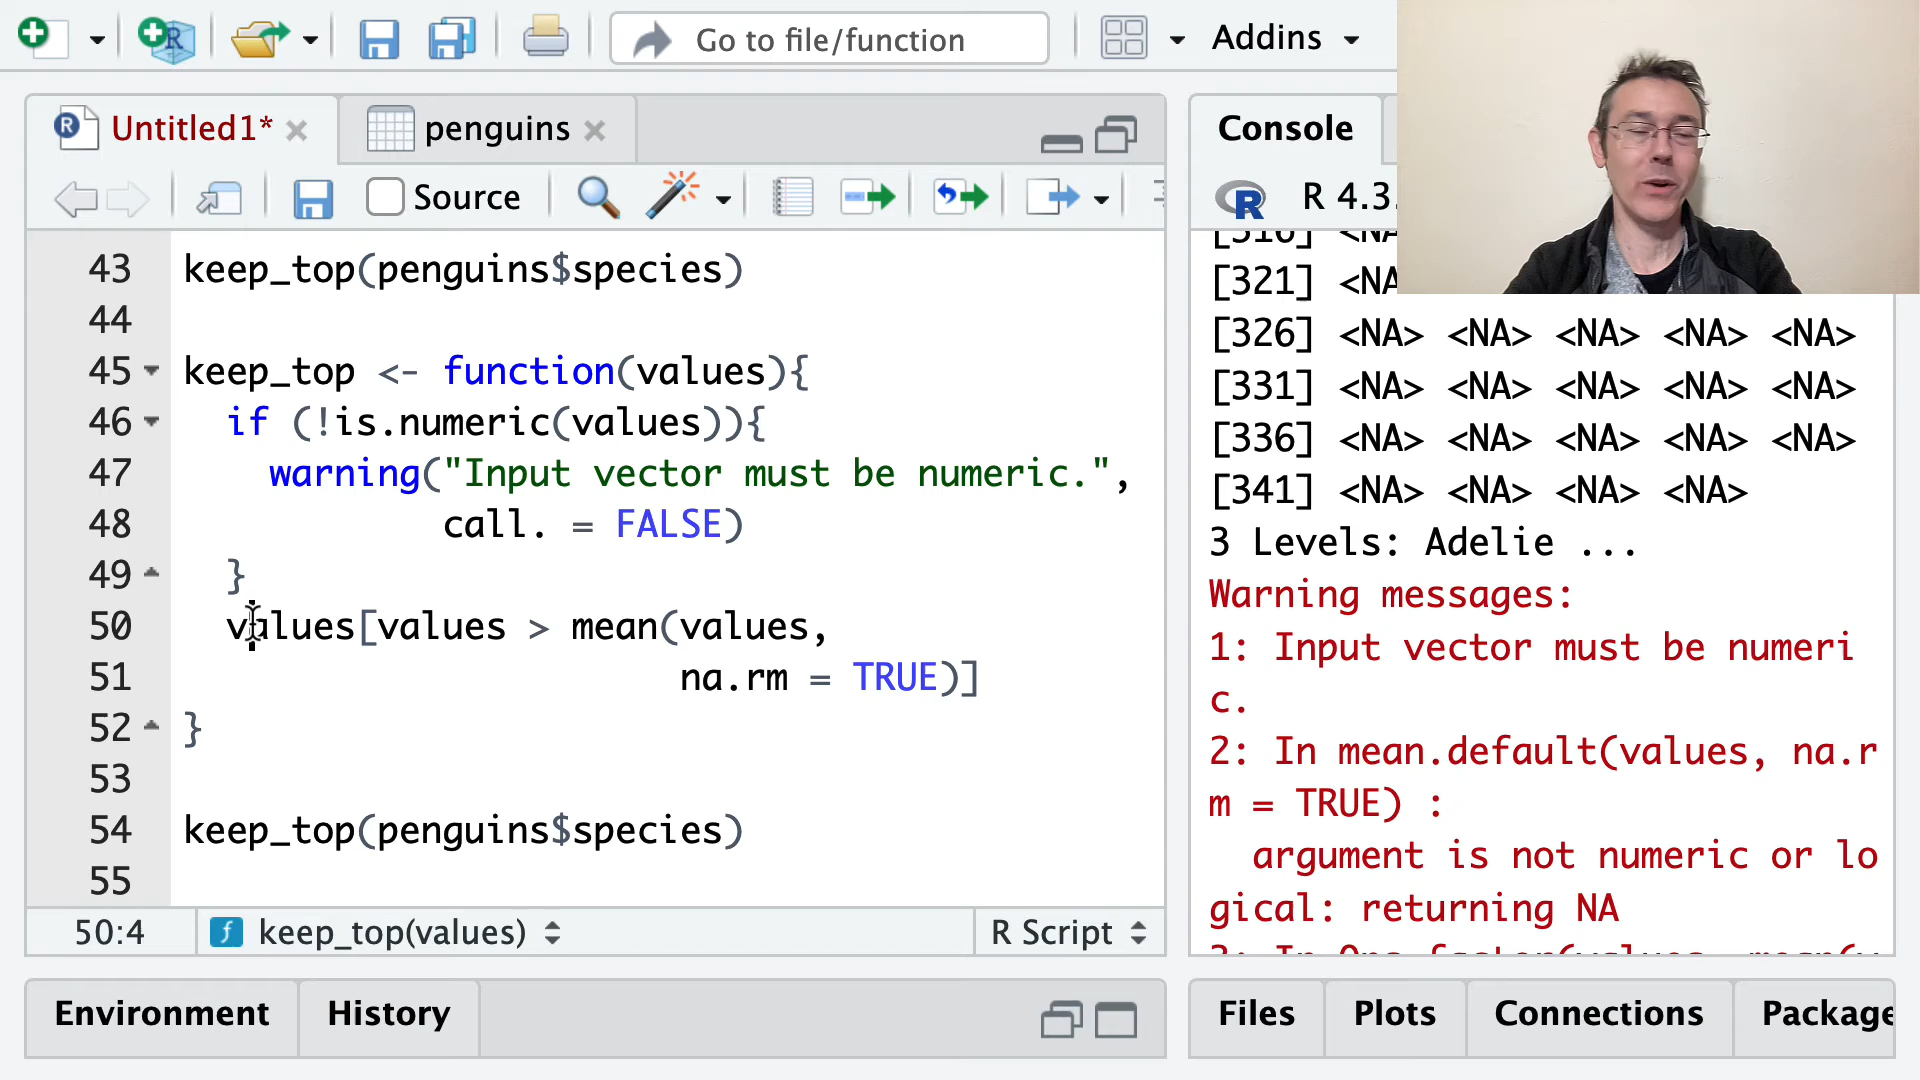 Go to file/function
Addins
Untitled1*
penguins
Source
43 keep_top(penguins$species)
44
45 keep_top <- function(values){
46 if (!is.numeric(values)){
47 warning("Input vector must be numeric.",
48 call. = FALSE)
49 }
50 values[values > mean(values,
51 na.rm = TRUE)]
52 }
53
54 keep_top(penguins$species)
55
50:4
keep_top(values)
R Script
Environment
History
Console
R 4.3.
[316] <NA
[321] <NA
[326] <NA> <NA> <NA> <NA> <NA>
[331] <NA> <NA> <NA> <NA> <NA>
[336] <NA> <NA> <NA> <NA> <NA>
[341] <NA> <NA> <NA> <NA>
3 Levels: Adelie ...
Warning messages:
1: Input vector must be numeri
c.
2: In mean.default(values, na.r
m = TRUE) :
argument is not numeric or lo
gical: returning NA
Files
Plots
Connections
Package